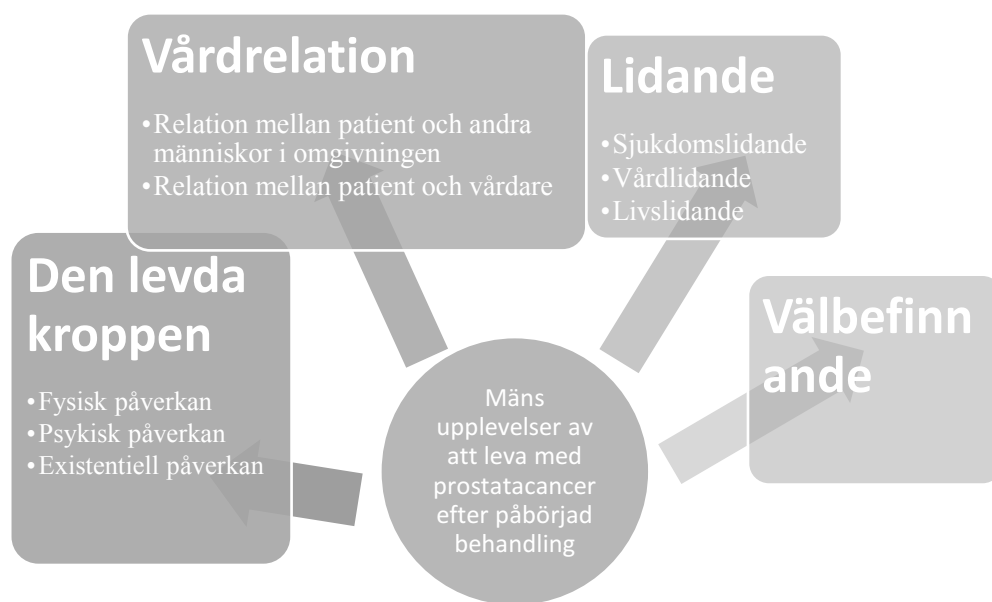 Vårdrelation
•Relation mellan patient och andra
människor i omgivningen
•Relation mellan patient och vårdare
Lidande
•Sjukdomslidande
•Vårdlidande
•Livslidande
Den levda
kroppen
•Fysisk påverkan
•Psykisk påverkan
•Existentiell påverkan
Välbefinn
ande
Mäns
upplevelser av
att leva med
prostatacancer
efter påbörjad
behandling